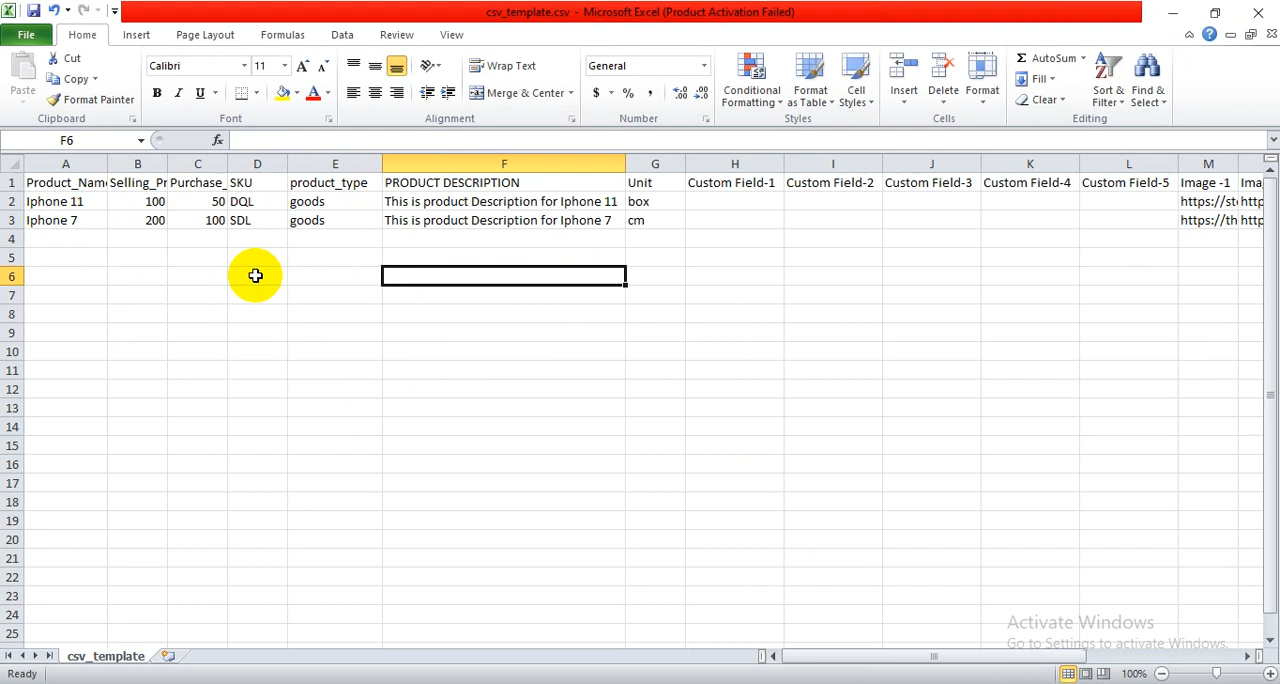 csv_template.csv - Microsoft Excel (Product Activation Failed)
File Home Insert Page Layout Formulas Data Review View
Paste Cut Copy Format Painter
Calibri 11
B I U A
Wrap Text
Merge & Center
General
$ % ,
Conditional Formatting
Format as Table
Cell Styles
Insert Delete Format
Σ AutoSum
Fill
Clear
Sort & Filter
Find & Select
Clipboard Font Alignment Number Styles Cells Editing
F6 fx
A B C D E F G H I J K L M
1 Product_Name Selling_Pr Purchase_ SKU product_type PRODUCT DESCRIPTION Unit Custom Field-1 Custom Field-2 Custom Field-3 Custom Field-4 Custom Field-5 Image -1 Ima
2 Iphone 11 100 50 DQL goods This is product Description for Iphone 11 box https://st http
3 Iphone 7 200 100 SDL goods This is product Description for Iphone 7 cm https://th http
4
5
6
7
8
9
10
11
12
13
14
15
16
17
18
19
20
21
22
23
24
25
Activate Windows
Go to Settings to activate Windows.
csv_template
Ready 100%